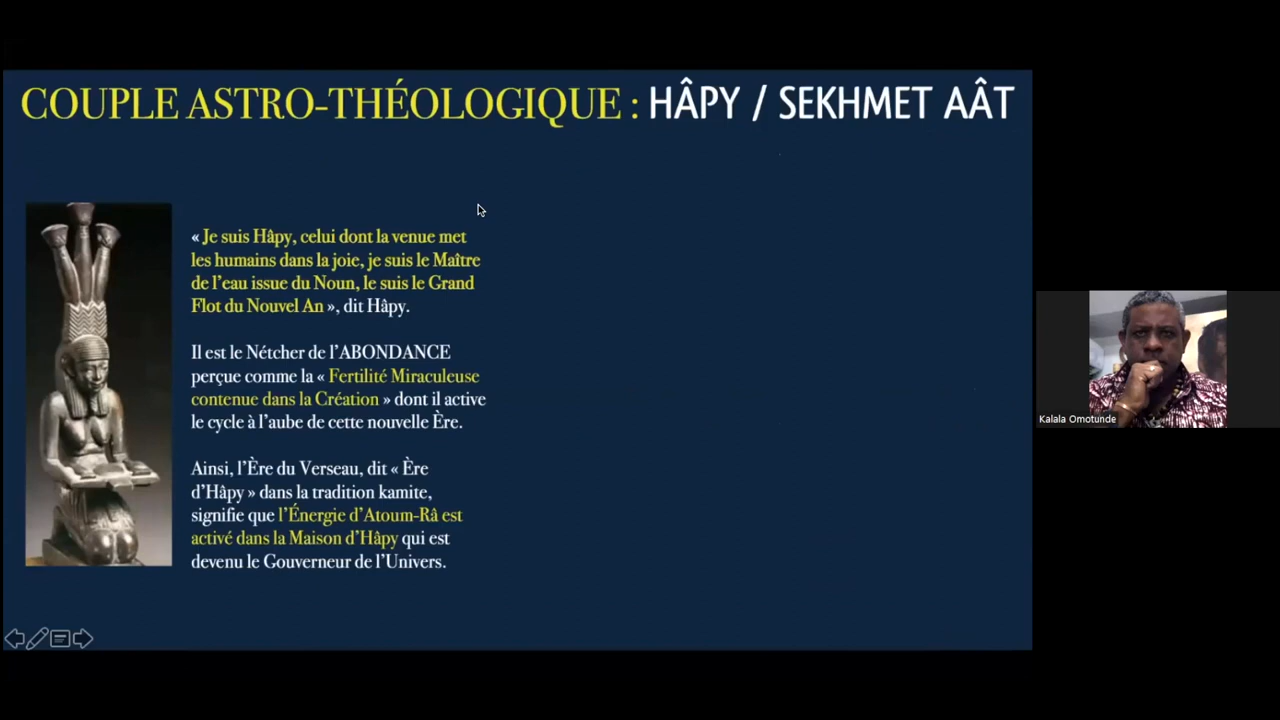 COUPLE ASTRO-THÉOLOGIQUE : HÂPY / SEKHMET AÂT
« Je suis Hâpy, celui dont la venue met
les humains dans la joie, je suis le Maître
de l’eau issue du Noun, le suis le Grand
Flot du Nouvel An », dit Hâpy.
Il est le Nétcher de l’ABONDANCE
perçue comme la « Fertilité Miraculeuse
contenue dans la Création » dont il active
le cycle à l’aube de cette nouvelle Ère.
Ainsi, l’Ère du Verseau, dit « Ère
d’Hâpy » dans la tradition kamite,
signifie que l’Énergie d’Atoum-Râ est
activé dans la Maison d’Hâpy qui est
devenu le Gouverneur de l’Univers.
Kalala Omotunde